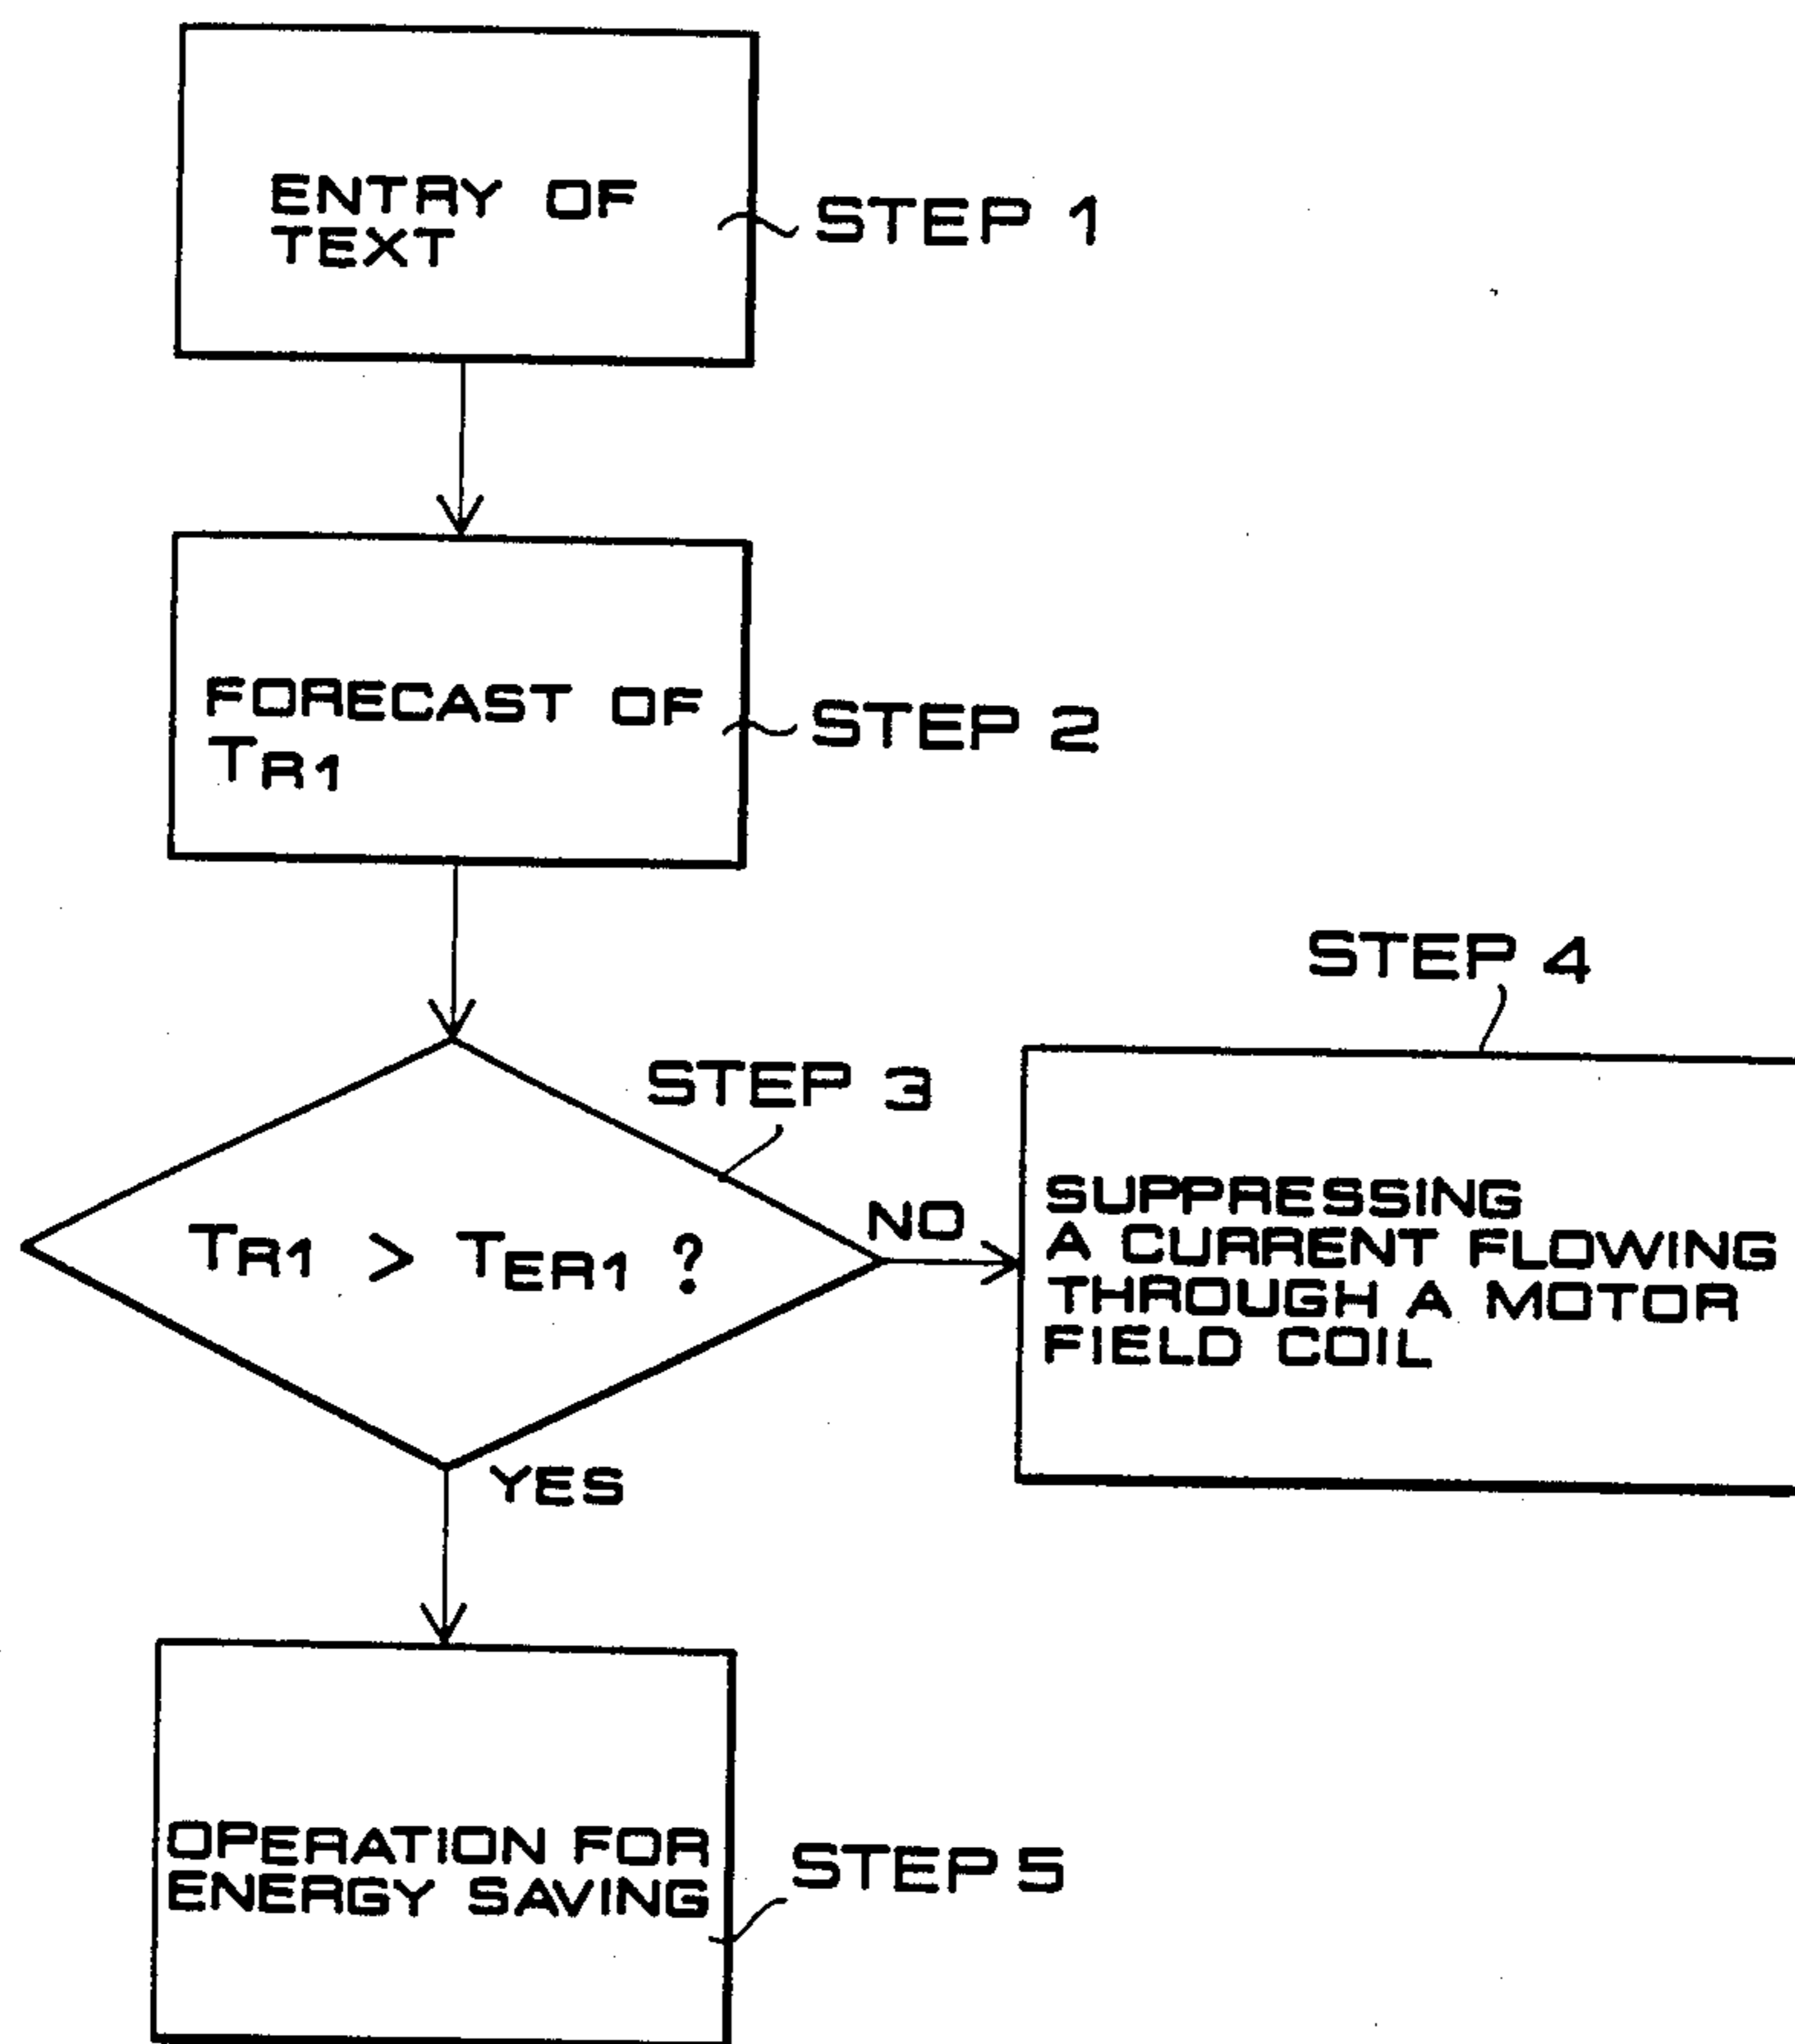 ENTRY OF
TEXT
STEP 1
FORECAST OF
TR1
STEP 2
STEP 3
TR1 > TER1 ?
NO
YES
STEP 4
SUPPRESSING
A CURRENT FLOWING
THROUGH A MOTOR
FIELD COIL
OPERATION FOR
ENERGY SAVING
STEP 5